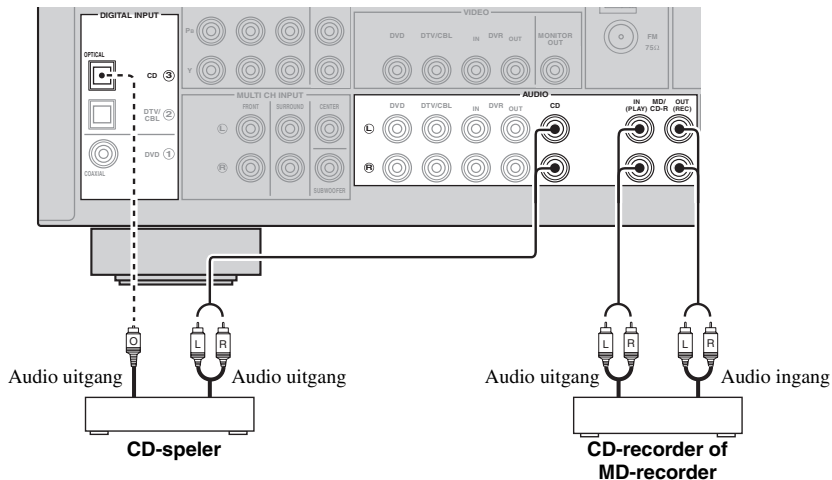 DIGITAL INPUT
OPTICAL
CD ③
DTV/CBL ②
DVD ①
COAXIAL
PB
Y
MULTI CH INPUT
FRONT SURROUND CENTER
L
R
SUBWOOFER
VIDEO
DVD DTV/CBL IN DVR OUT MONITOR OUT
FM
75Ω
AUDIO
DVD DTV/CBL IN DVR OUT CD IN (PLAY) MD/CD-R OUT (REC)
L
R
O L R L R L R
Audio uitgang Audio uitgang Audio uitgang Audio ingang
CD-speler
CD-recorder of
MD-recorder